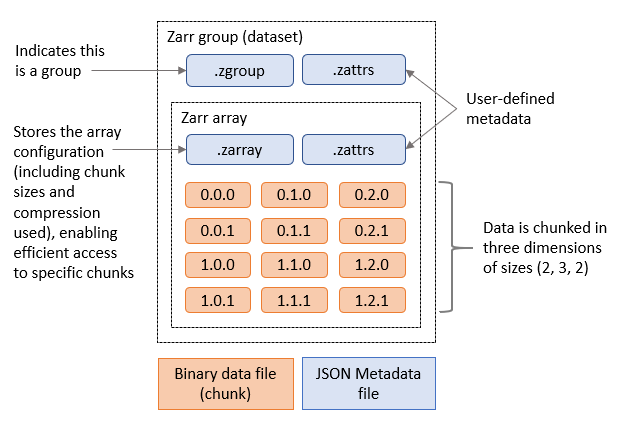 Zarr group (dataset)
Indicates this
is a group
.zgroup
.zattrs
User-defined
metadata
Zarr array
Stores the array
configuration
(including chunk
sizes and
compression
used), enabling
efficient access
to specific chunks
.zarray
.zattrs
0.0.0
0.1.0
0.2.0
0.0.1
0.1.1
0.2.1
1.0.0
1.1.0
1.2.0
1.0.1
1.1.1
1.2.1
Data is chunked in
three dimensions
of sizes (2, 3, 2)
Binary data file
(chunk)
JSON Metadata
file